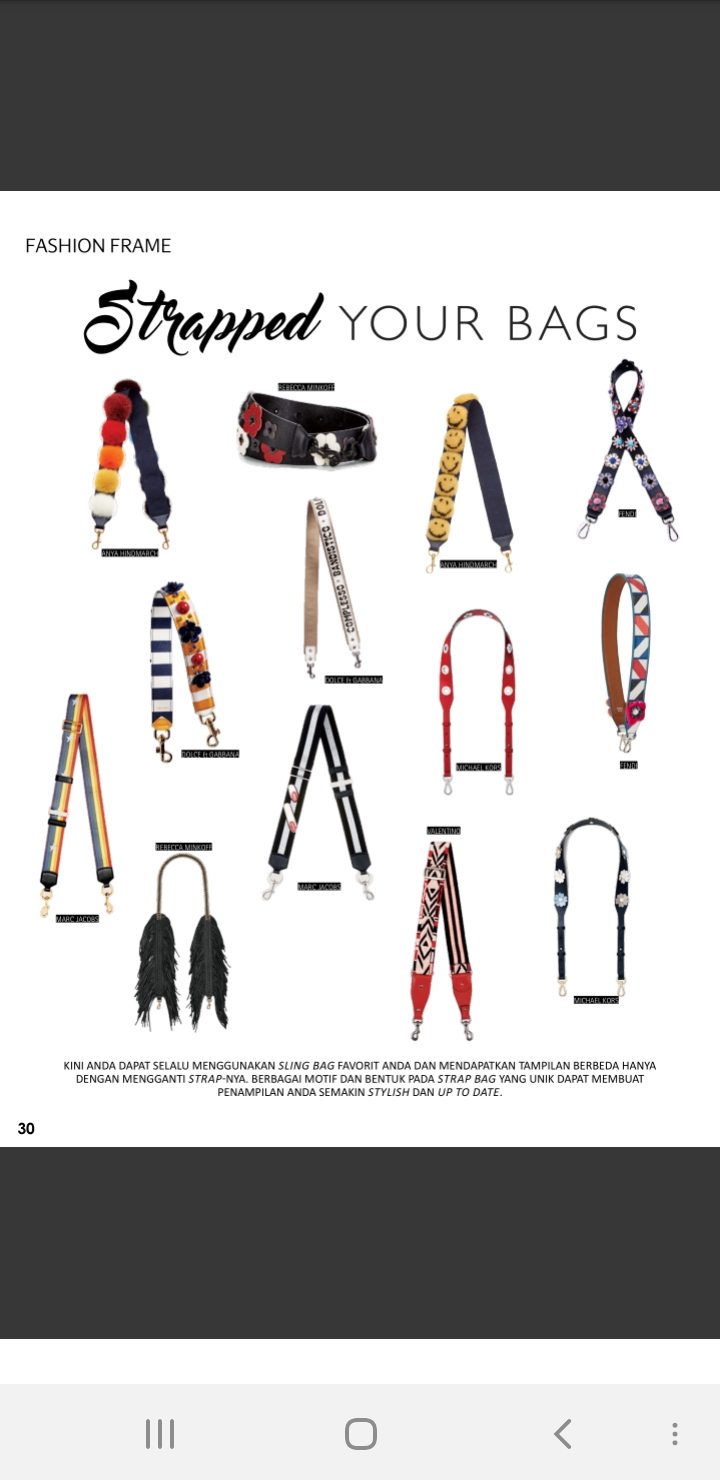 FASHION FRAME
Strapped YOUR BAGS
REBECCA MINKOFF
FENDI
ANYA HINDMARCH
ANYA HINDMARCH
COMPLESSO BANDISTICO · DOL
DOLCE & GABBANA
DOLCE & GABBANA
MICHAEL KORS
FENDI
VALENTINO
REBECCA MINKOFF
MARC JACOBS
MARC JACOBS
MICHAEL KORS
KINI ANDA DAPAT SELALU MENGGUNAKAN SLING BAG FAVORIT ANDA DAN MENDAPATKAN TAMPILAN BERBEDA HANYA
DENGAN MENGGANTI STRAP-NYA. BERBAGAI MOTIF DAN BENTUK PADA STRAP BAG YANG UNIK DAPAT MEMBUAT
PENAMPILAN ANDA SEMAKIN STYLISH DAN UP TO DATE.
30